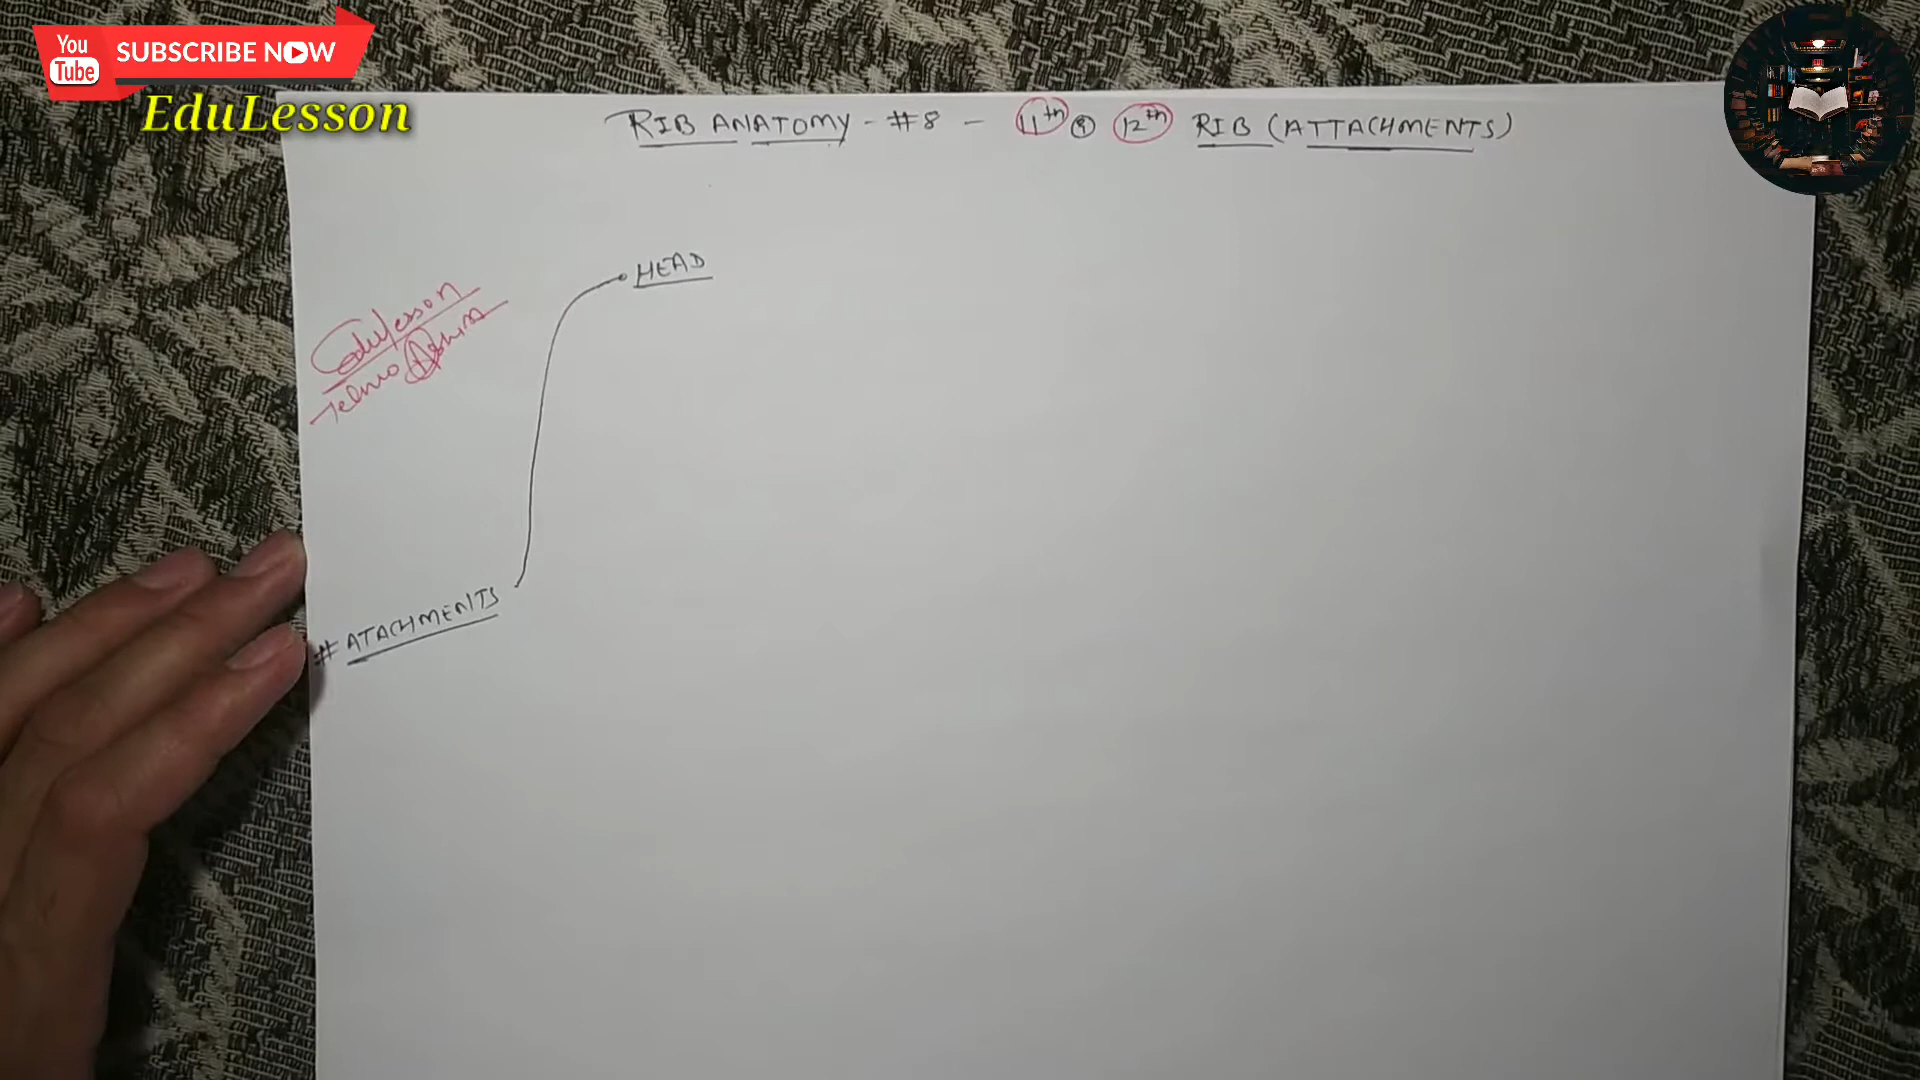 You
Tube
SUBSCRIBE NOW
EduLesson
RIB ANATOMY - #8 - 11th & 12th RIB (ATTACHMENTS)
HEAD
EduLesson
# ATACHMENTS